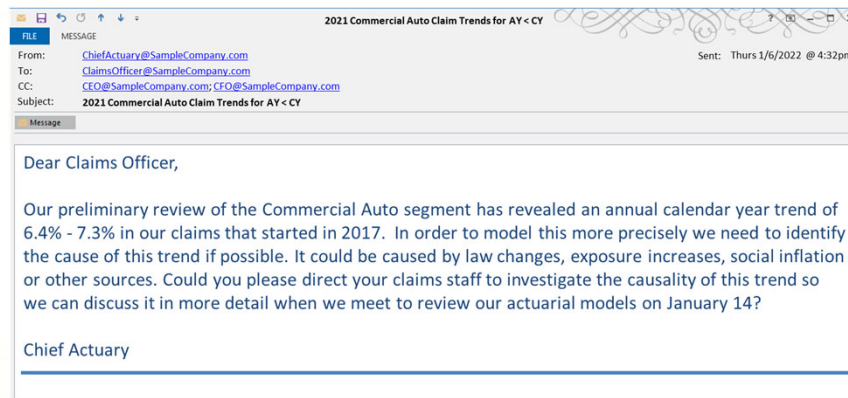 2021 Commercial Auto Claim Trends for AY < CY
FILE MESSAGE
From: ChiefActuary@SampleCompany.com Sent: Thurs 1/6/2022 @ 4:32pm
To: ClaimsOfficer@SampleCompany.com
CC: CEO@SampleCompany.com; CFO@SampleCompany.com
Subject: 2021 Commercial Auto Claim Trends for AY < CY
Message
Dear Claims Officer,
Our preliminary review of the Commercial Auto segment has revealed an annual calendar year trend of
6.4% - 7.3% in our claims that started in 2017. In order to model this more precisely we need to identify
the cause of this trend if possible. It could be caused by law changes, exposure increases, social inflation
or other sources. Could you please direct your claims staff to investigate the causality of this trend so
we can discuss it in more detail when we meet to review our actuarial models on January 14?
Chief Actuary